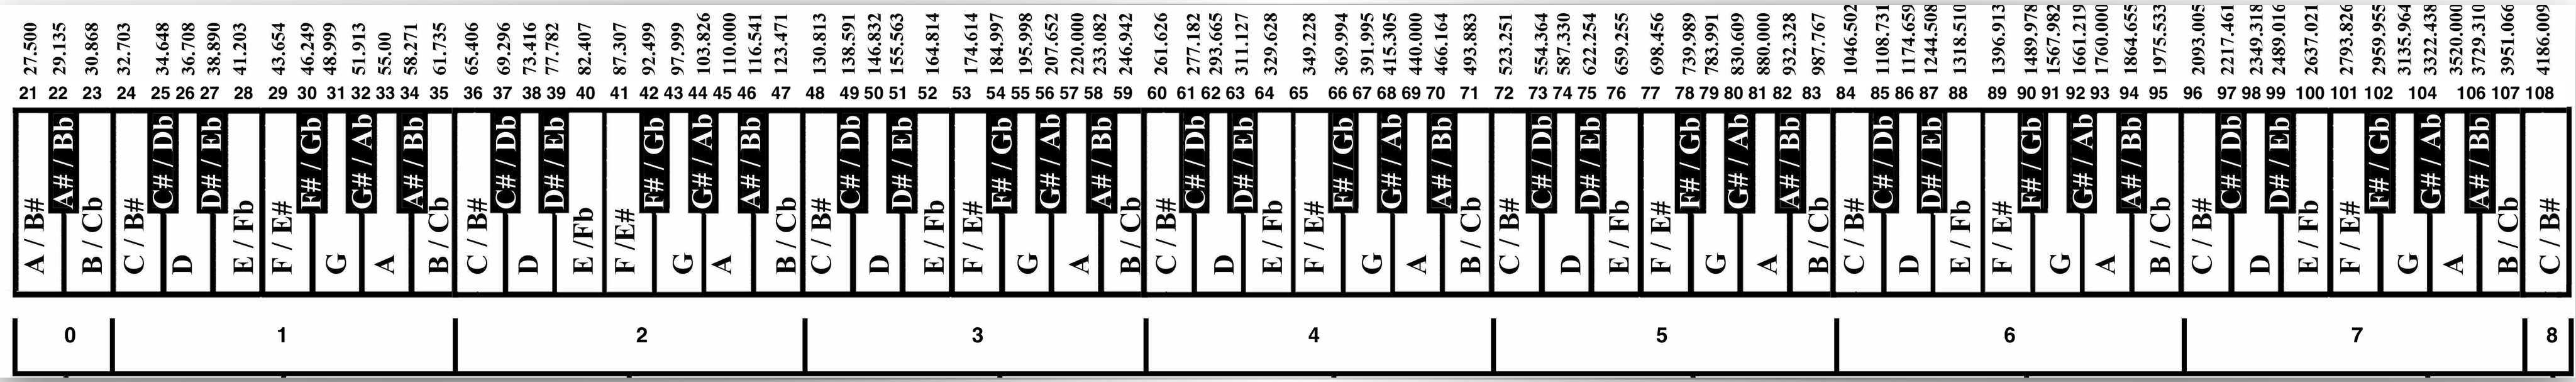 27.500 29.135 30.868 32.703 34.648 36.708 38.890 41.203 43.654 46.249 48.999 51.913 55.00 58.271 61.735 65.406 69.296 73.416 77.782 82.407 87.307 92.499 97.999 103.826 110.000 116.541 123.471 130.813 138.591 146.832 155.563 164.814 174.614 184.997 195.998 207.652 220.000 233.082 246.942 261.626 277.182 293.665 311.127 329.628 349.228 369.994 391.995 415.305 440.000 466.164 493.883 523.251 554.364 587.330 622.254 659.255 698.456 739.989 783.991 830.609 880.000 932.328 987.767 1046.502 1108.731 1174.659 1244.508 1318.510 1396.913 1489.978 1567.982 1661.219 1760.000 1864.655 1975.533 2093.005 2217.461 2349.318 2489.016 2637.021 2793.826 2959.955 3135.964 3322.438 3520.000 3729.310 3951.066 4186.009
21 22 23 24 25 26 27 28 29 30 31 32 33 34 35 36 37 38 39 40 41 42 43 44 45 46 47 48 49 50 51 52 53 54 55 56 57 58 59 60 61 62 63 64 65 66 67 68 69 70 71 72 73 74 75 76 77 78 79 80 81 82 83 84 85 86 87 88 89 90 91 92 93 94 95 96 97 98 99 100 101 102 104 106 107 108
A# / Bb C# / Db D# / Eb F# / Gb G# / Ab A# / Bb C# / Db D# / Eb F# / Gb G# / Ab A# / Bb C# / Db D# / Eb F# / Gb G# / Ab A# / Bb C# / Db D# / Eb F# / Gb G# / Ab A# / Bb C# / Db D# / Eb F# / Gb G# / Ab A# / Bb C# / Db D# / Eb F# / Gb G# / Ab A# / Bb C# / Db D# / Eb F# / Gb G# / Ab A# / Bb
A / B# B / Cb C / B# D E / Fb F / E# G A B / Cb C / B# D E /Fb F /E# G A B / Cb C / B# D E / Fb F / E# G A B / Cb C / B# D E / Fb F / E# G A B / Cb C / B# D E / Fb F / E# G A B / Cb C / B# D E / Fb F / E# G A B / Cb C / B# D E / Fb F / E# G A B / Cb C / B#
0 1 2 3 4 5 6 7 8